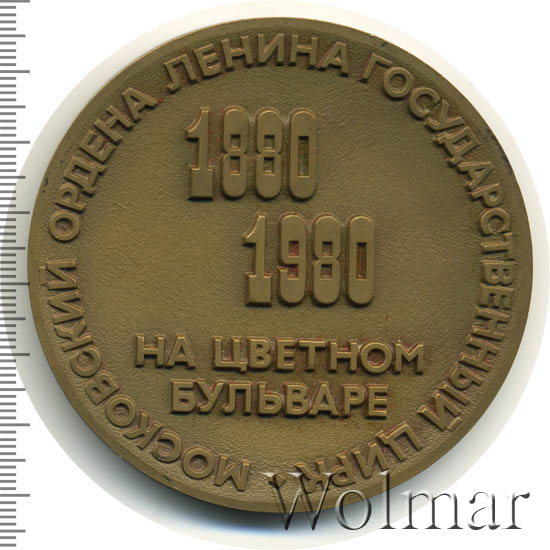 МОСКОВСКИЙ ОРДЕНА ЛЕНИНА ГОСУДАРСТВЕННЫЙ ЦИРК •
1880
1980
НА ЦВЕТНОМ
БУЛЬВАРЕ
Wolmar